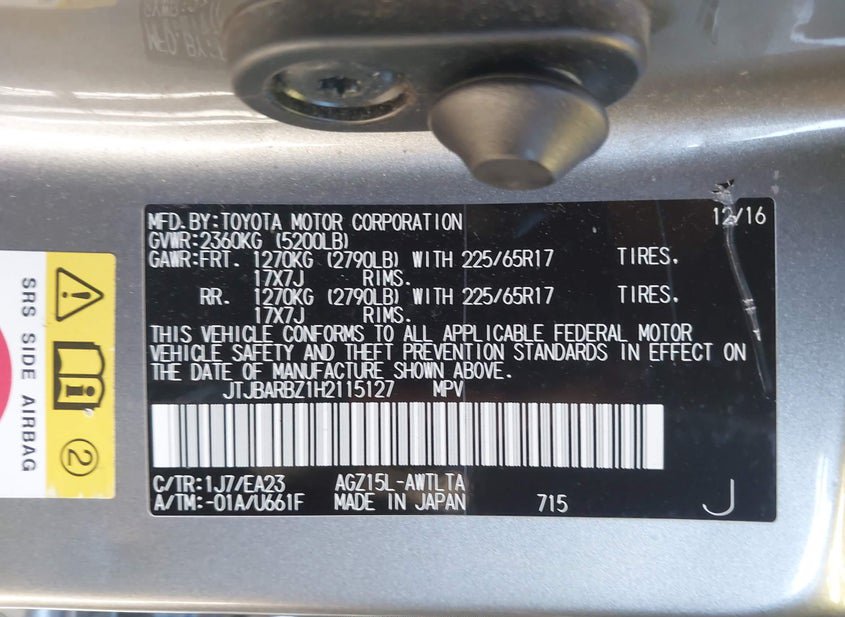 MFD. BY: TOYOTA MOTOR CORPORATION 12/16
GVWR: 2360KG (5200LB)
GAWR: FRT. 1270KG (2790LB) WITH 225/65R17 TIRES.
17X7J RIMS.
RR. 1270KG (2790LB) WITH 225/65R17 TIRES.
17X7J RIMS.
THIS VEHICLE CONFORMS TO ALL APPLICABLE FEDERAL MOTOR
VEHICLE SAFETY AND THEFT PREVENTION STANDARDS IN EFFECT ON
THE DATE OF MANUFACTURE SHOWN ABOVE.
JTJBARBZ1H2115127 MPV
C/TR: 1J7/EA23 AGZ15L-AWTLTA
A/TM: -01A/U661F MADE IN JAPAN 715 J
SRS SIDE AIRBAG
2